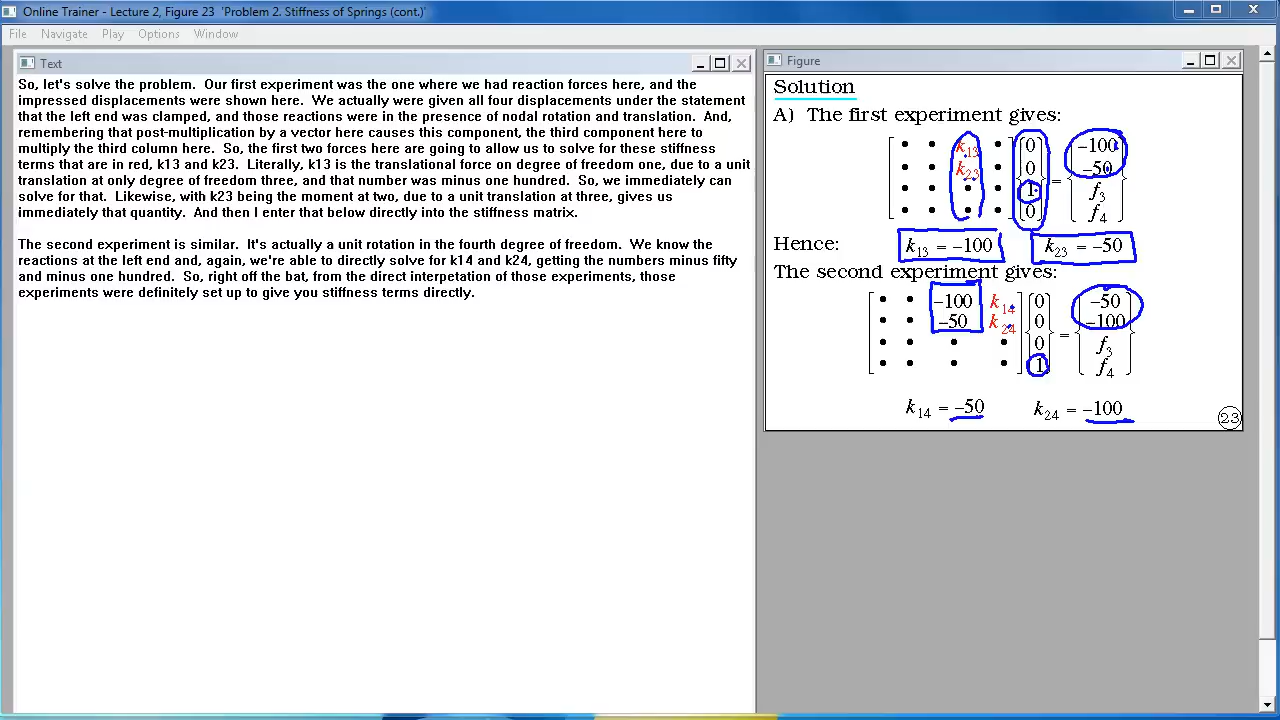 Online Trainer - Lecture 2, Figure 23 'Problem 2. Stiffness of Springs (cont.)'
File Navigate Play Options Window
Text
So, let's solve the problem. Our first experiment was the one where we had reaction forces here, and the
impressed displacements were shown here. We actually were given all four displacements under the statement
that the left end was clamped, and those reactions were in the presence of nodal rotation and translation. And,
remembering that post-multiplication by a vector here causes this component, the third component here to
multiply the third column here. So, the first two forces here are going to allow us to solve for these stiffness
terms that are in red, k13 and k23. Literally, k13 is the translational force on degree of freedom one, due to a unit
translation at only degree of freedom three, and that number was minus one hundred. So, we immediately can
solve for that. Likewise, with k23 being the moment at two, due to a unit translation at three, gives us
immediately that quantity. And then I enter that below directly into the stiffness matrix.
The second experiment is similar. It's actually a unit rotation in the fourth degree of freedom. We know the
reactions at the left end and, again, we're able to directly solve for k14 and k24, getting the numbers minus fifty
and minus one hundred. So, right off the bat, from the direct interpetation of those experiments, those
experiments were definitely set up to give you stiffness terms directly.
Figure
Solution
A) The first experiment gives:
• • k13 • 0 −100
• • k23 • 0 −50
• • • • 1 = f3
• • • • 0 f4
Hence: k13 = −100 k23 = −50
The second experiment gives:
• • −100 k14 0 −50
• • −50 k24 0 −100
• • • • 0 = f3
• • • • 1 f4
k14 = −50 k24 = −100
23